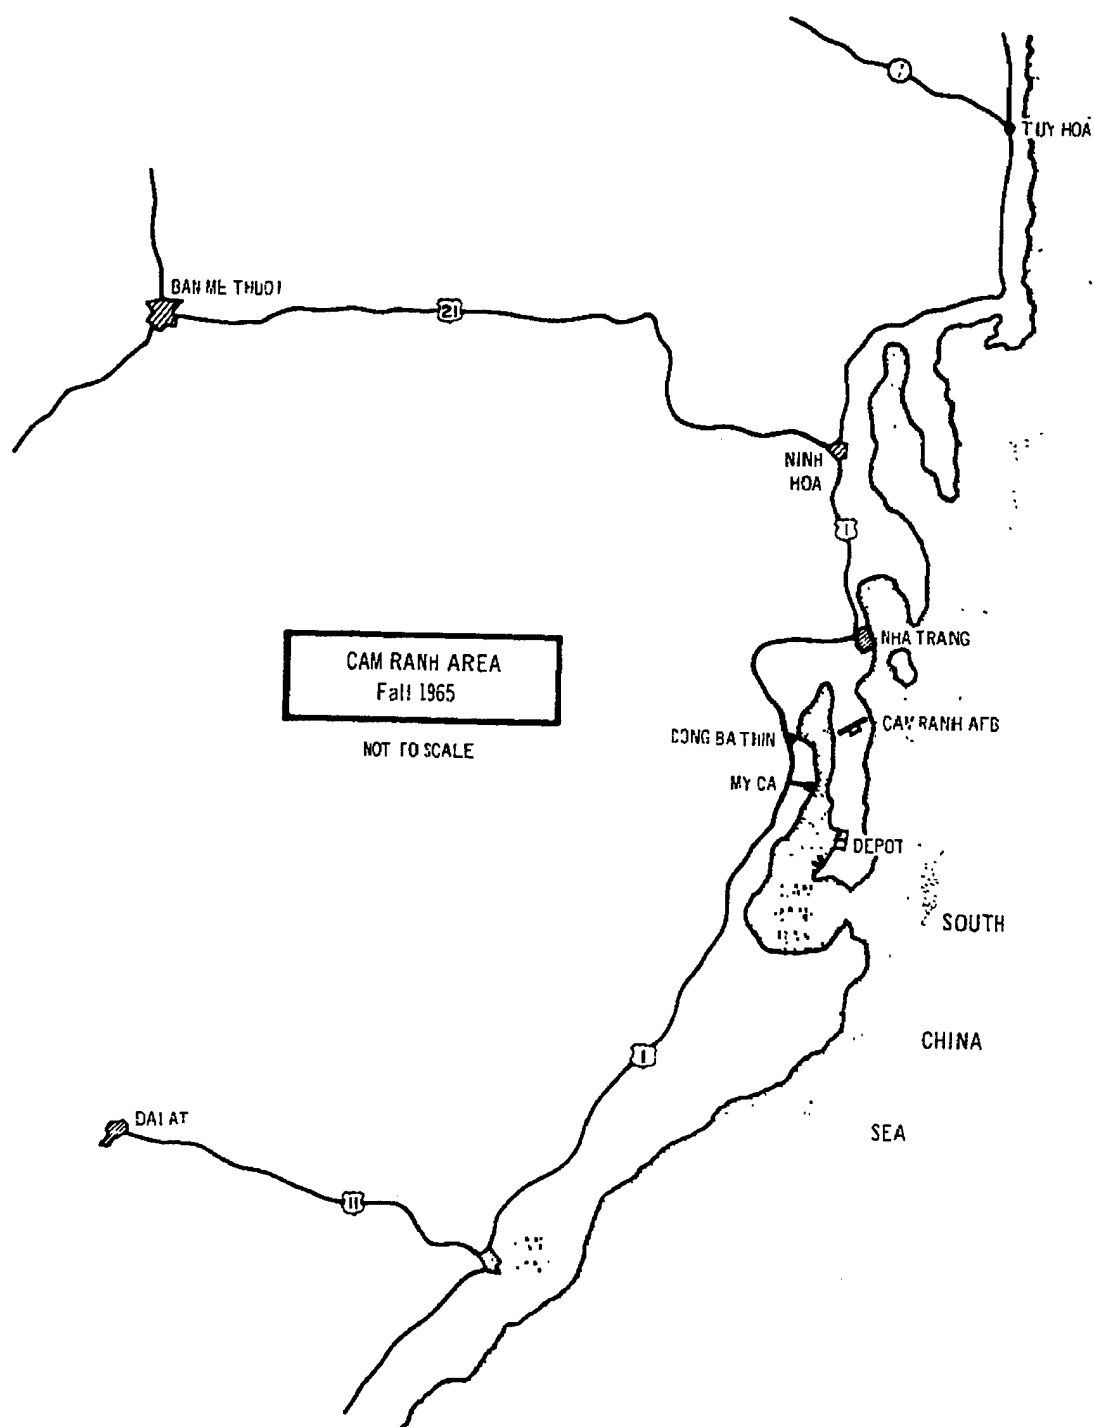 TUY HOA
BAN ME THUOT
21
NINH
HOA
1
NHA TRANG
CAM RANH AREA
Fall 1965
NOT TO SCALE
CAM RANH AFB
DONG BA THIN
MY CA
DEPOT
SOUTH
1
CHINA
SEA
DALAT
11